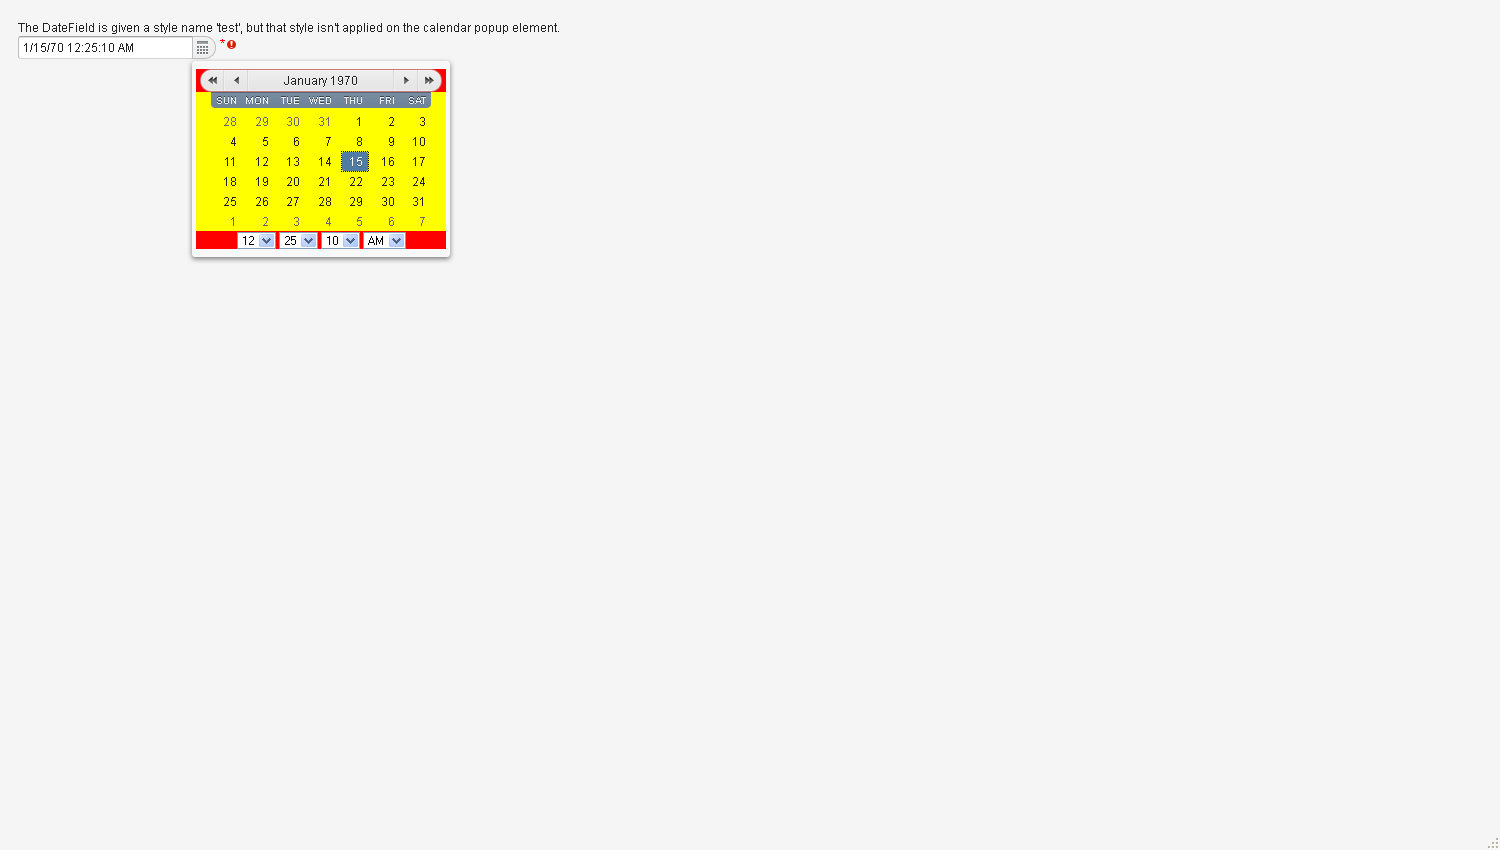 The DateField is given a style name 'test', but that style isn't applied on the calendar popup element.
1/15/70 12:25:10 AM *
January 1970
SUN MON TUE WED THU FRI SAT
28 29 30 31 1 2 3
4 5 6 7 8 9 10
11 12 13 14 15 16 17
18 19 20 21 22 23 24
25 26 27 28 29 30 31
1 2 3 4 5 6 7
12 25 10 AM